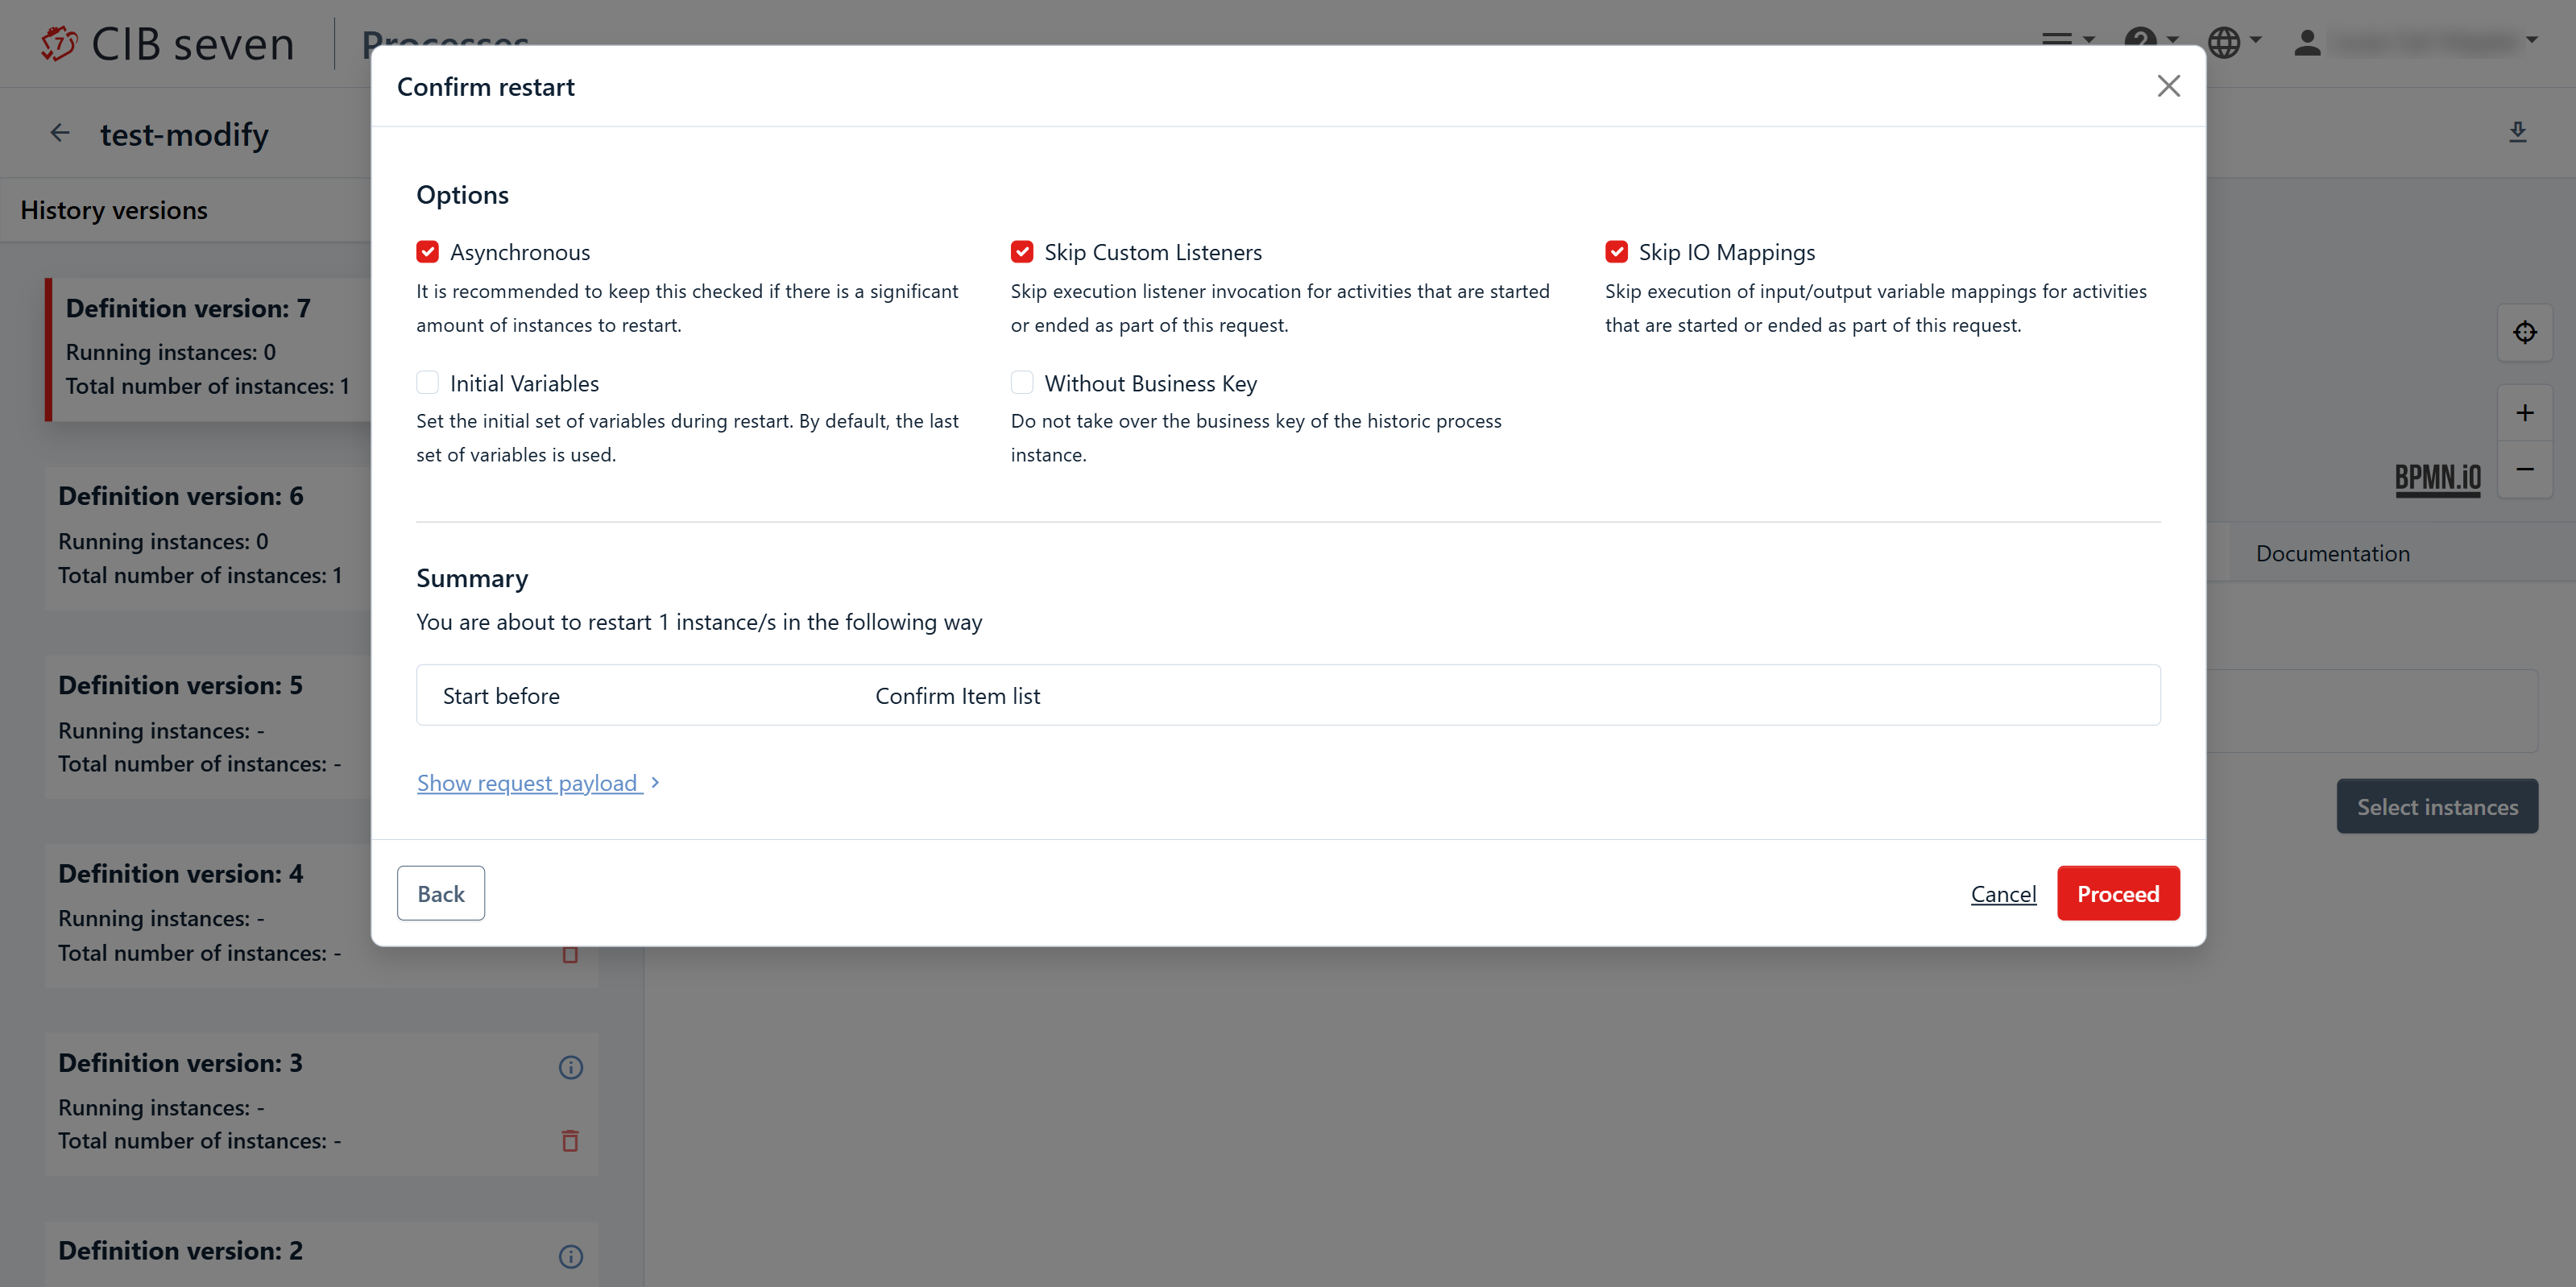 CIB seven
Processes
Confirm restart
test-modify
History versions
Definition version: 7
Running instances: 0
Total number of instances: 1
Definition version: 6
Running instances: 0
Total number of instances: 1
Definition version: 5
Running instances: -
Total number of instances: -
Definition version: 4
Running instances: -
Total number of instances: -
Definition version: 3
Running instances: -
Total number of instances: -
Definition version: 2
Options
Asynchronous
It is recommended to keep this checked if there is a significant
amount of instances to restart.
Skip Custom Listeners
Skip execution listener invocation for activities that are started
or ended as part of this request.
Skip IO Mappings
Skip execution of input/output variable mappings for activities
that are started or ended as part of this request.
Initial Variables
Set the initial set of variables during restart. By default, the last
set of variables is used.
Without Business Key
Do not take over the business key of the historic process
instance.
Summary
You are about to restart 1 instance/s in the following way
Start before Confirm Item list
Show request payload
Back
Cancel
Proceed
BPMN.iO
Documentation
Select instances